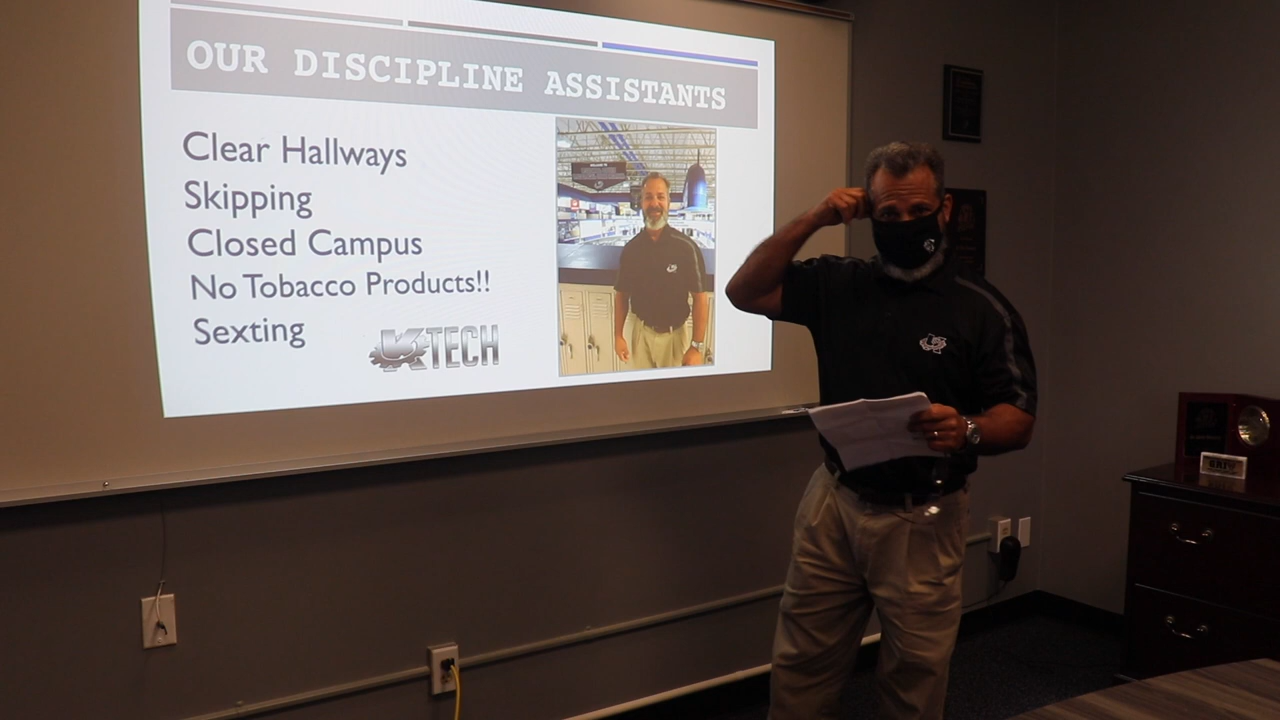 OUR DISCIPLINE ASSISTANTS
Clear Hallways
Skipping
Closed Campus
No Tobacco Products!!
Sexting
KTECH